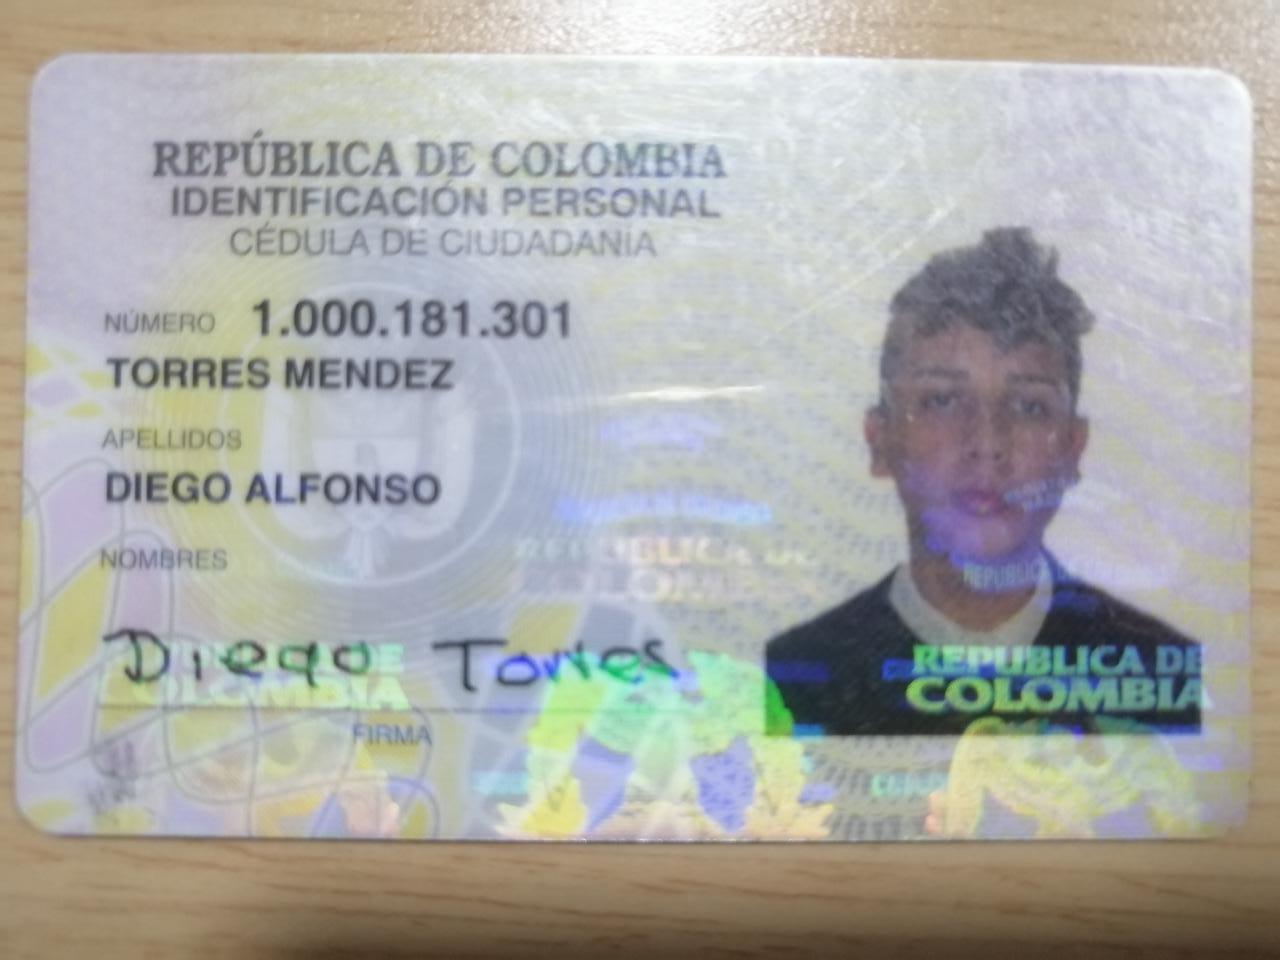 REPÚBLICA DE COLOMBIA
IDENTIFICACIÓN PERSONAL
CÉDULA DE CIUDADANIA
NÚMERO 1.000.181.301
TORRES MENDEZ
APELLIDOS
DIEGO ALFONSO
NOMBRES
REPUBLICA DE
COLOMBIA
Diego Torres
REPUBLICA DE
COLOMBIA
FIRMA